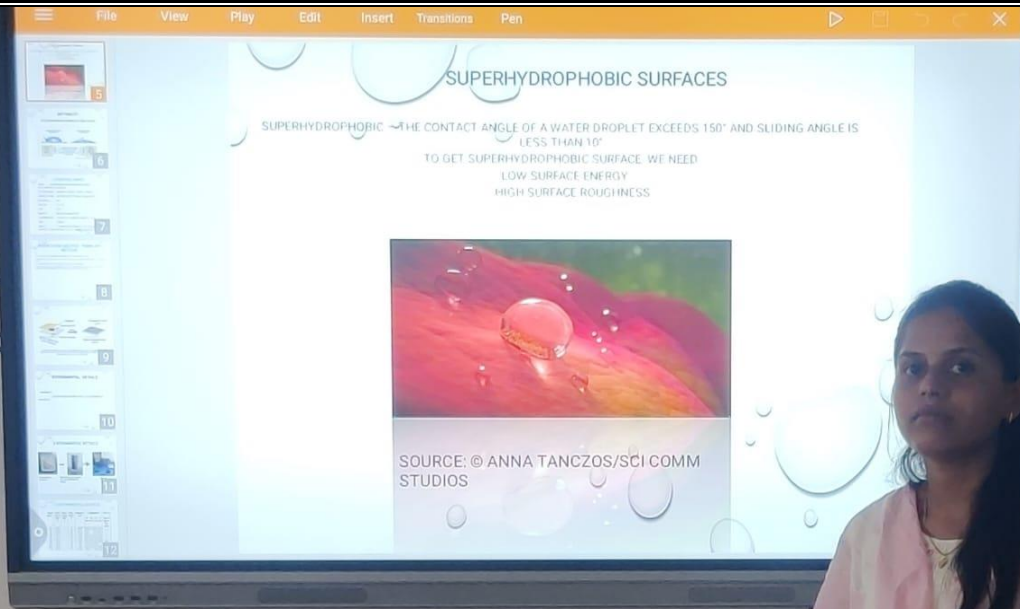 File View Play Edit Insert Transitions Pen
SUPERHYDROPHOBIC SURFACES
SUPERHYDROPHOBIC – THE CONTACT ANGLE OF A WATER DROPLET EXCEEDS 150° AND SLIDING ANGLE IS
LESS THAN 10°
TO GET SUPERHYDROPHOBIC SURFACE WE NEED
LOW SURFACE ENERGY
HIGH SURFACE ROUGHNESS
SOURCE: © ANNA TANCZOS/SCI COMM
STUDIOS
5
6
7
8
9
10
11
12